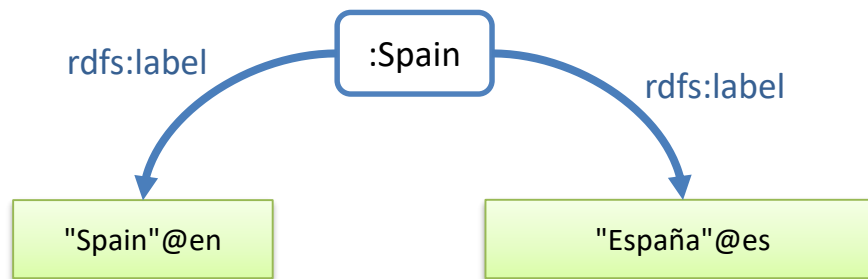 :Spain
rdfs:label
rdfs:label
"Spain"@en
"España"@es